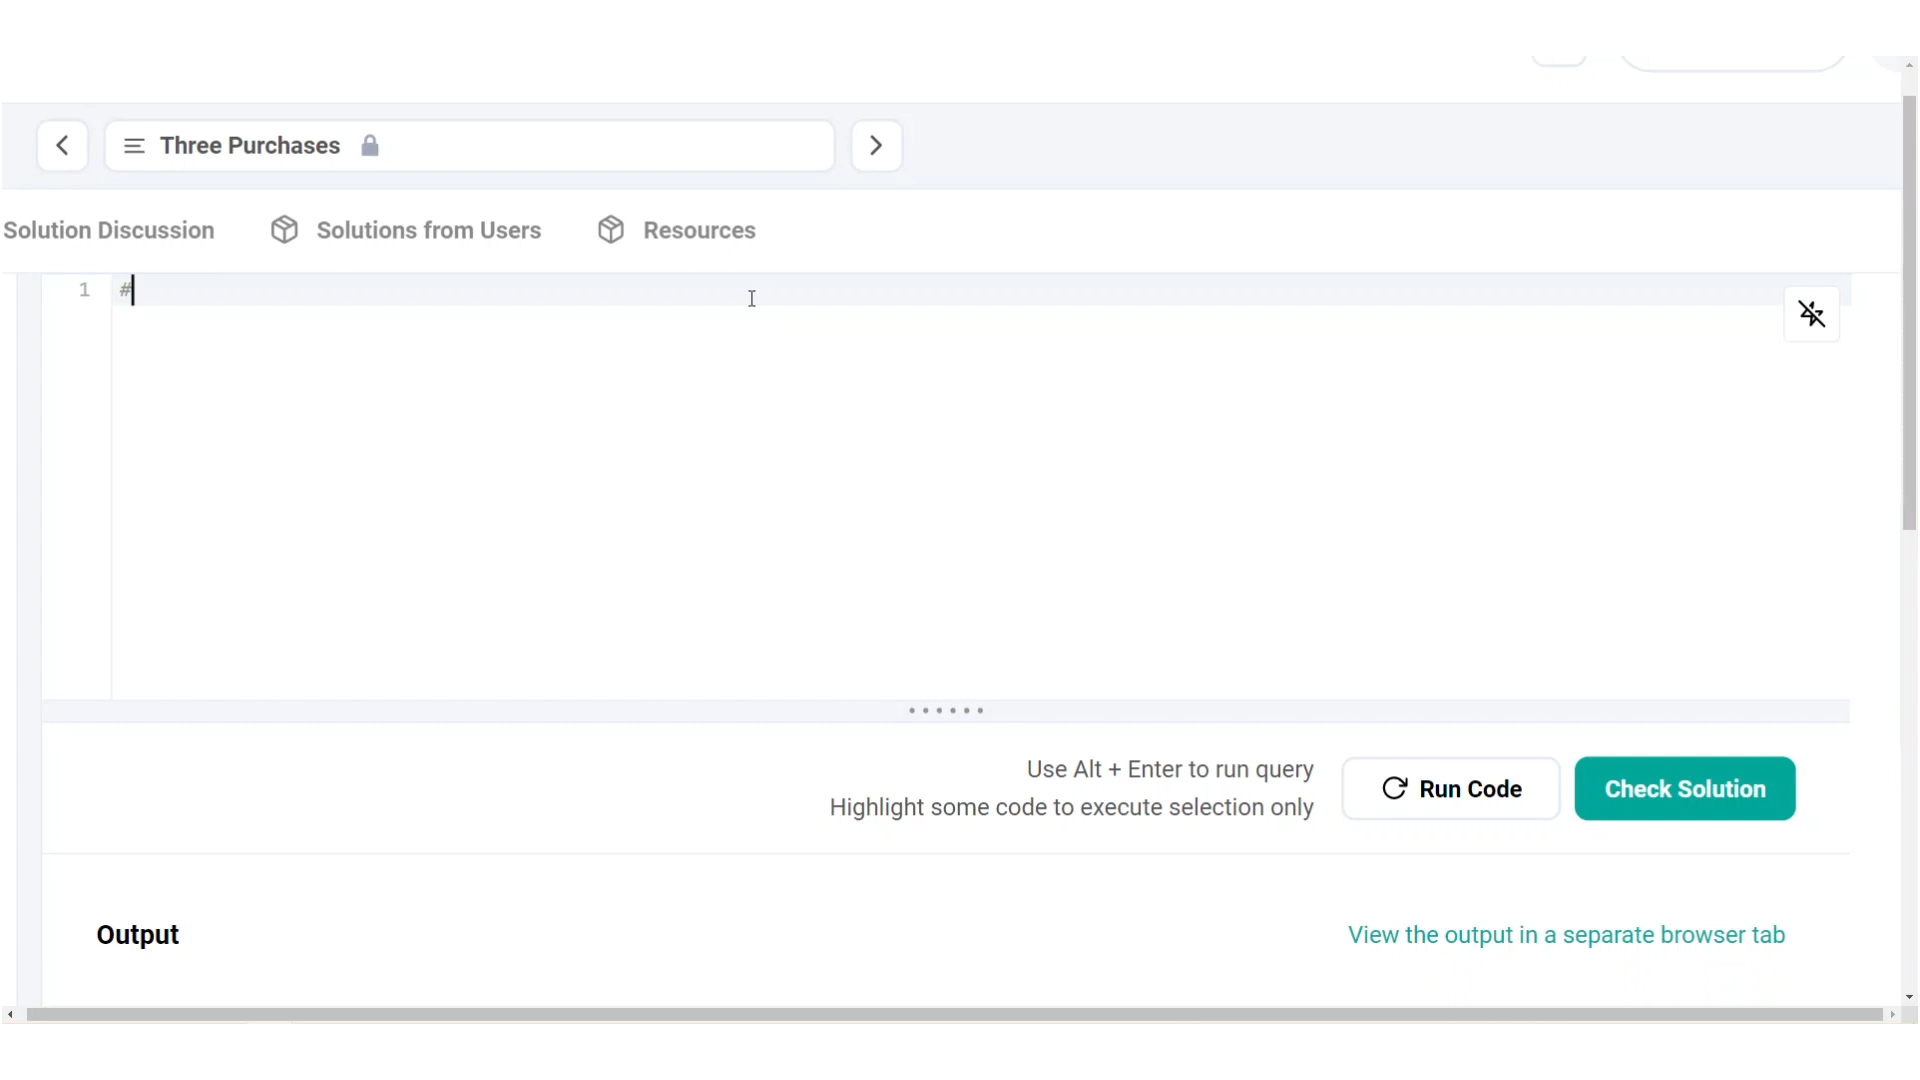 Three Purchases
Solution Discussion
Solutions from Users
Resources
1
#
Use Alt + Enter to run query
Highlight some code to execute selection only
Run Code
Check Solution
Output
View the output in a separate browser tab